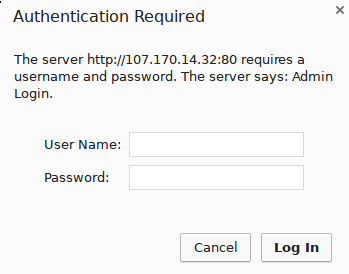 Authentication Required
The server http://107.170.14.32:80 requires a
username and password. The server says: Admin
Login.
User Name:
Password:
Cancel
Log In